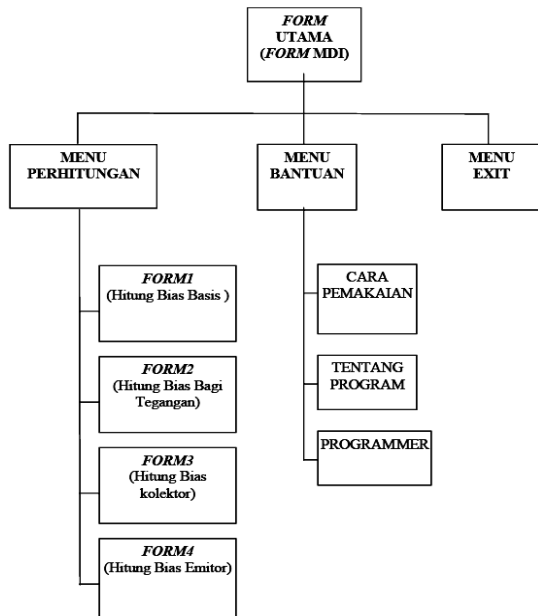 FORM
UTAMA
(FORM MDI)
MENU
PERHITUNGAN
MENU
BANTUAN
MENU
EXIT
FORM1
(Hitung Bias Basis )
FORM2
(Hitung Bias Bagi
Tegangan)
FORM3
(Hitung Bias
kolektor)
FORM4
(Hitung Bias Emitor)
CARA
PEMAKAIAN
TENTANG
PROGRAM
PROGRAMMER